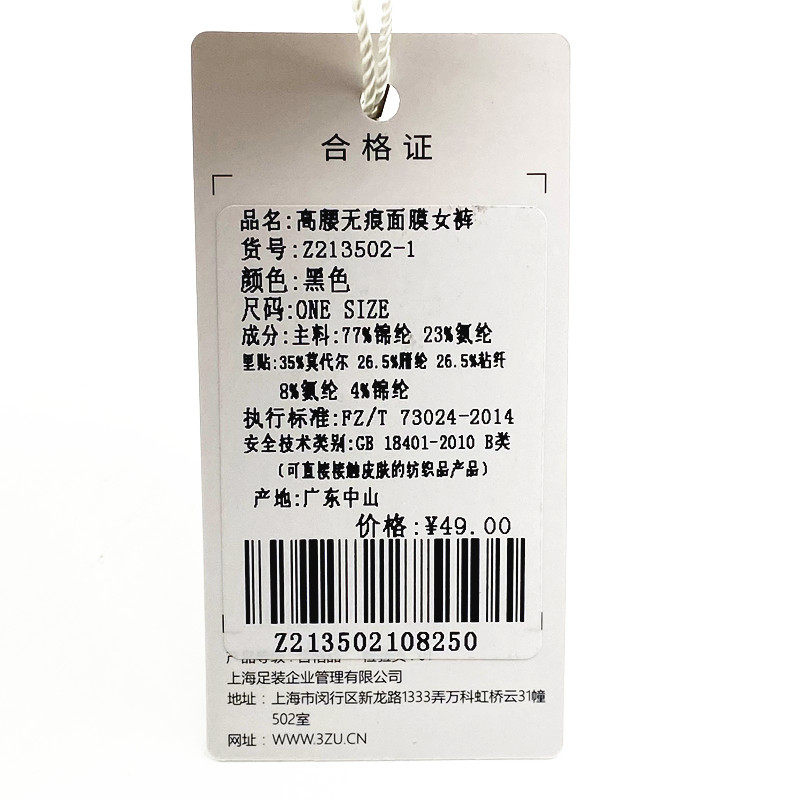 合格证
品名:高腰无痕面膜女裤
货号:Z213502-1
颜色:黑色
尺码:ONE SIZE
成分:主料:77%锦纶 23%氨纶
里贴:35%莫代尔 26.5%腈纶 26.5%粘纤
8%氨纶 4%锦纶
执行标准:FZ/T 73024-2014
安全技术类别:GB 18401-2010 B类
(可直接接触皮肤的纺织品产品)
产地:广东中山
价格:¥49.00
Z213502108250
上海足装企业管理有限公司
地址:上海市闵行区新龙路1333弄万科虹桥云31幢
502室
网址:WWW.3ZU.CN